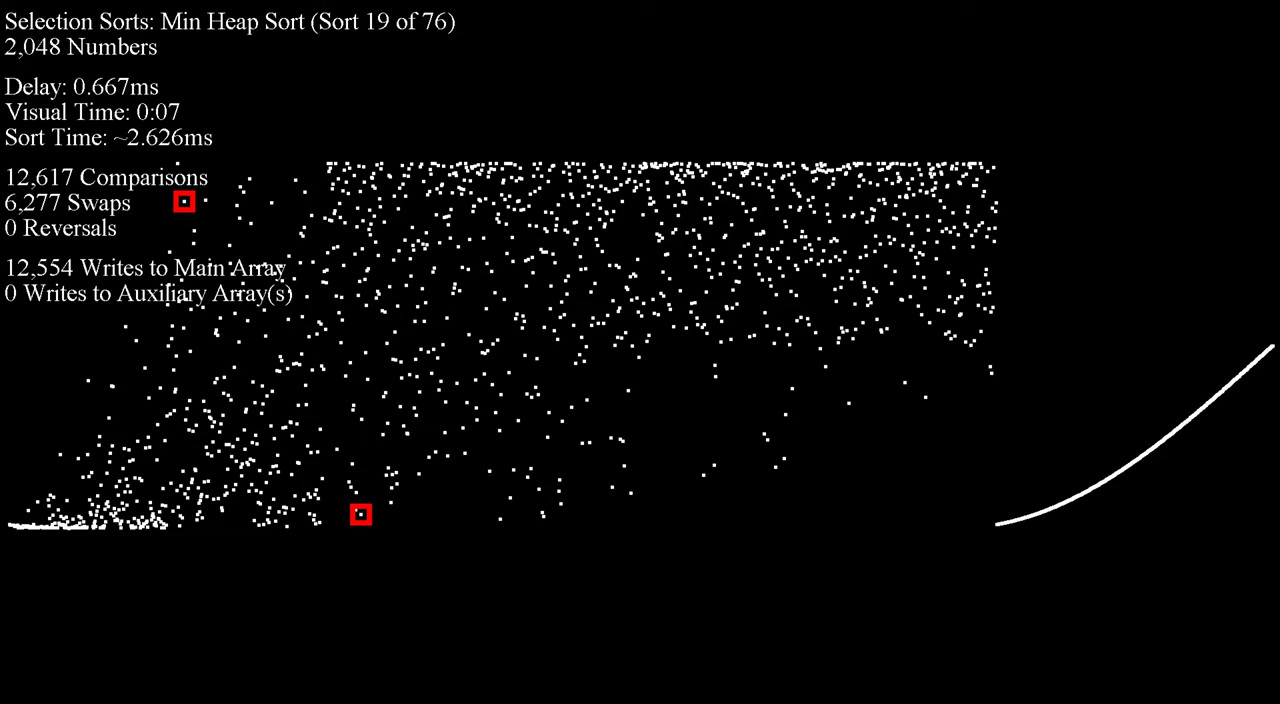 Selection Sorts: Min Heap Sort (Sort 19 of 76)
2,048 Numbers
Delay: 0.667ms
Visual Time: 0:07
Sort Time: ~2.626ms
12,617 Comparisons
6,277 Swaps
0 Reversals
12,554 Writes to Main Array
0 Writes to Auxiliary Array(s)